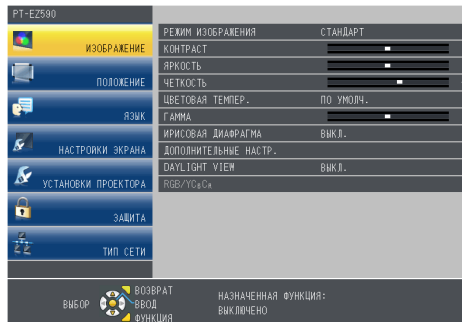 PT-EZ590
ИЗОБРАЖЕНИЕ
ПОЛОЖЕНИЕ
ЯЗЫК
НАСТРОЙКИ ЭКРАНА
УСТАНОВКИ ПРОЕКТОРА
ЗАЩИТА
ТИП СЕТИ
РЕЖИМ ИЗОБРАЖЕНИЯ СТАНДАРТ
КОНТРАСТ
ЯРКОСТЬ
ЧЕТКОСТЬ
ЦВЕТОВАЯ ТЕМПЕР. ПО УМОЛЧ.
ГАММА
ИРИСОВАЯ ДИАФРАГМА ВЫКЛ.
ДОПОЛНИТЕЛЬНЫЕ НАСТР.
DAYLIGHT VIEW ВЫКЛ.
RGB/YCBCR
ВЫБОР
ВОЗВРАТ
ВВОД
ФУНКЦИЯ
НАЗНАЧЕННАЯ ФУНКЦИЯ:
ВЫКЛЮЧЕНО